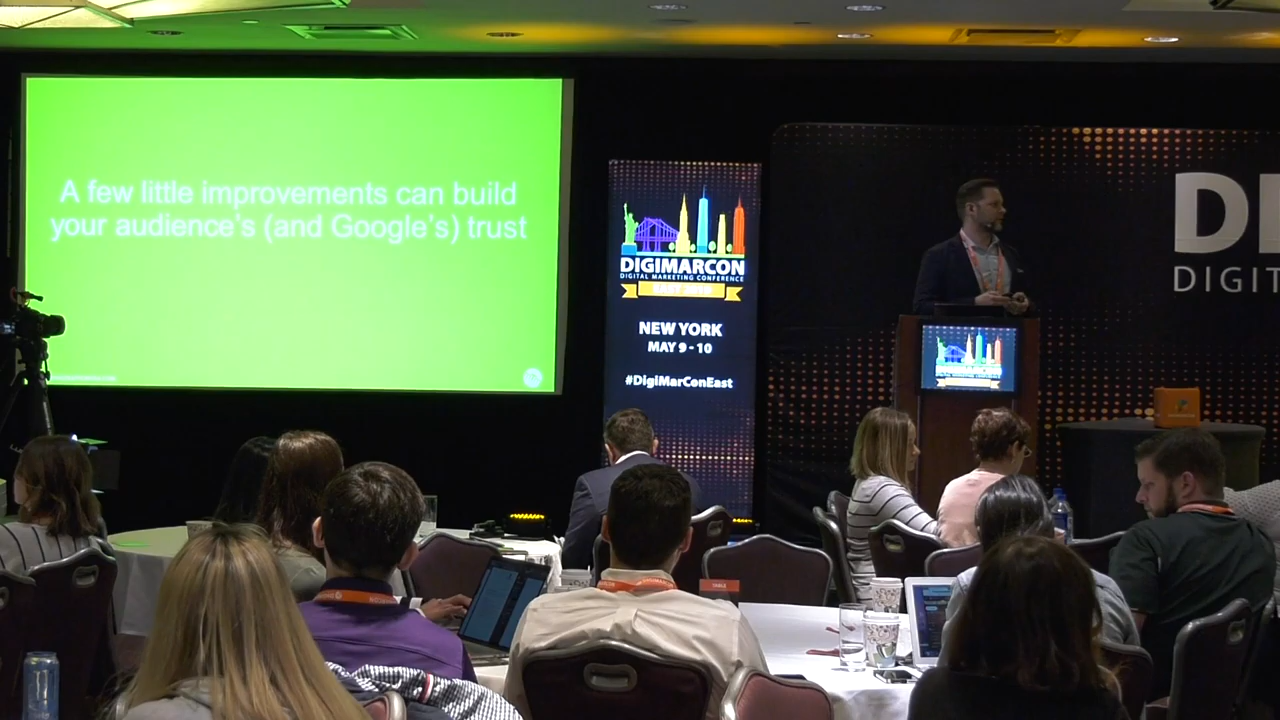 A few little improvements can build
your audience's (and Google's) trust
DIGIMARCON
DIGITAL MARKETING CONFERENCE
NEW YORK
MAY 9 - 10
#DigiMarConEast
DI
DIGIT
TABLE